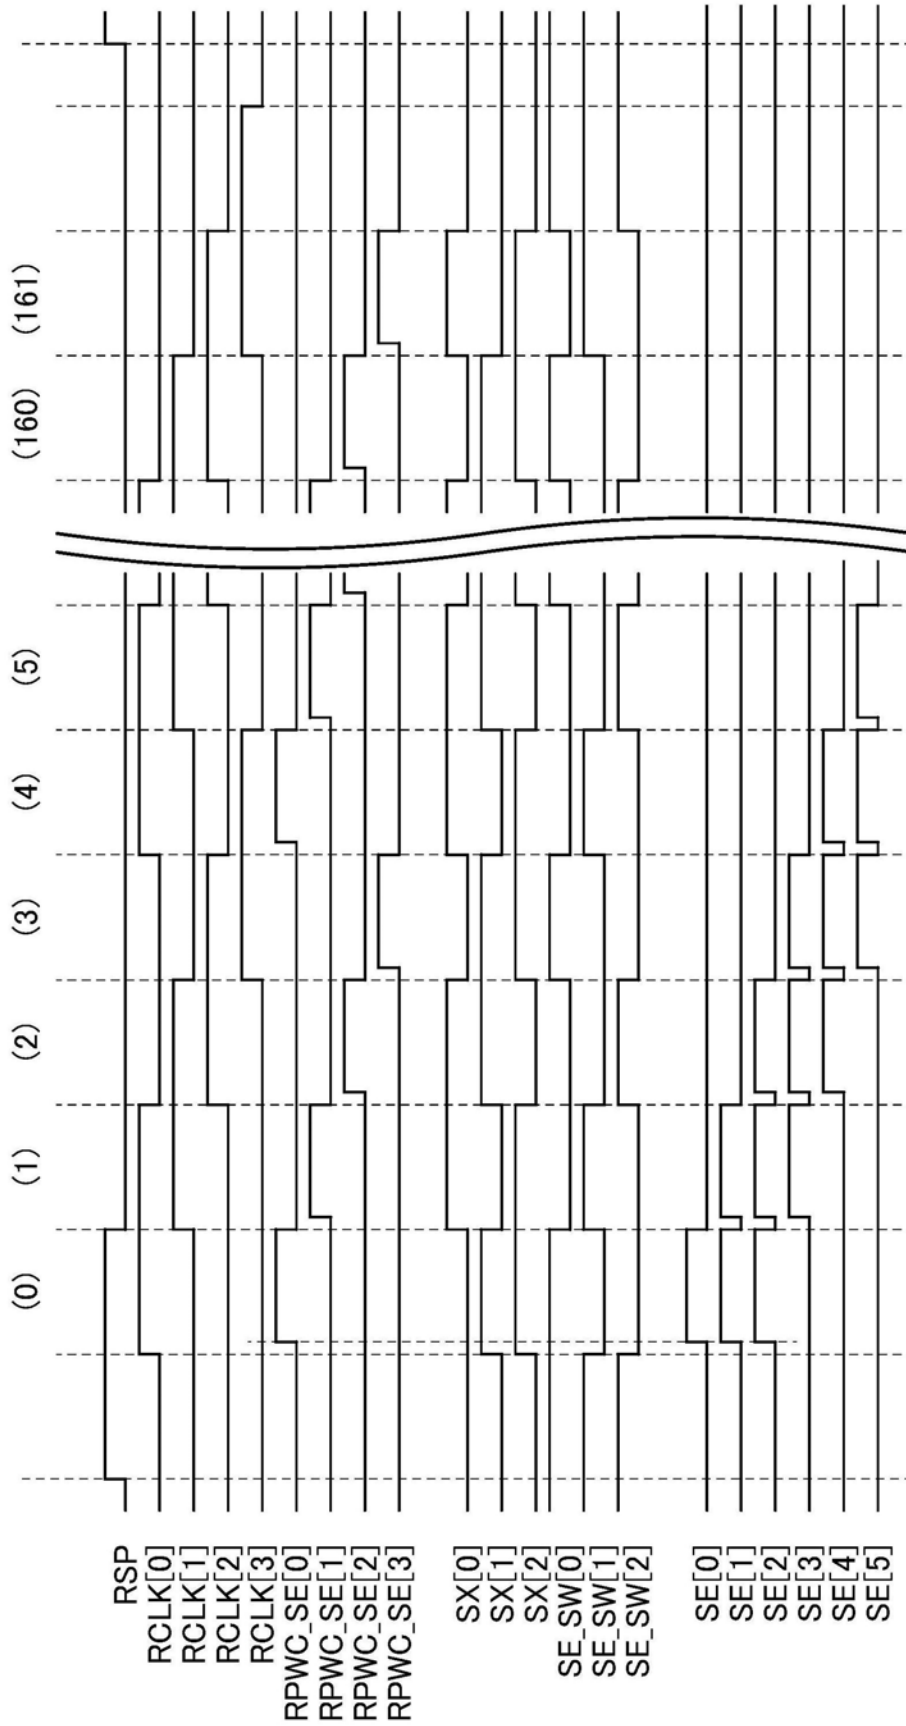 RSP
RCLK[0]
RCLK[1]
RCLK[2]
RCLK[3]
RPWC_SE[0]
RPWC_SE[1]
RPWC_SE[2]
RPWC_SE[3]
SX[0]
SX[1]
SX[2]
SE_SW[0]
SE_SW[1]
SE_SW[2]
SE[0]
SE[1]
SE[2]
SE[3]
SE[4]
SE[5]
(0) (1) (2) (3) (4) (5) (160) (161)